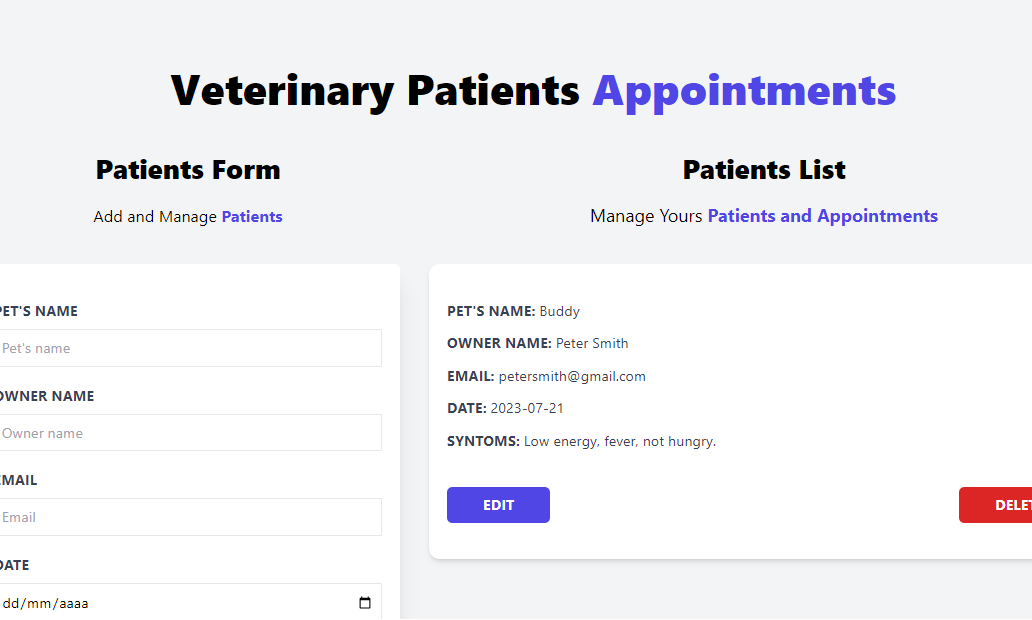 Veterinary Patients Appointments
Patients Form
Add and Manage Patients
PET'S NAME
Pet's name
OWNER NAME
Owner name
EMAIL
Email
DATE
dd/mm/aaaa
Patients List
Manage Yours Patients and Appointments
PET'S NAME: Buddy
OWNER NAME: Peter Smith
EMAIL: petersmith@gmail.com
DATE: 2023-07-21
SYNTOMS: Low energy, fever, not hungry.
EDIT
DELET